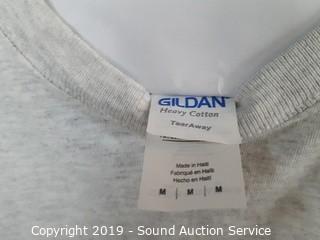 GILDAN
Heavy Cotton
TearAway
Made in Haiti
Fabriqué en Haïti
Hecho en Haití
M | M | M
Copyright 2019 - Sound Auction Service